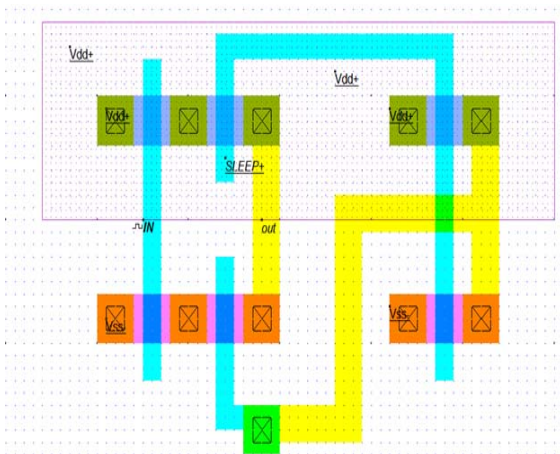 Vdd+
Vdd+
Vdd+
Vdd+
SLEEP+
IN
out
Vss-
Vss-